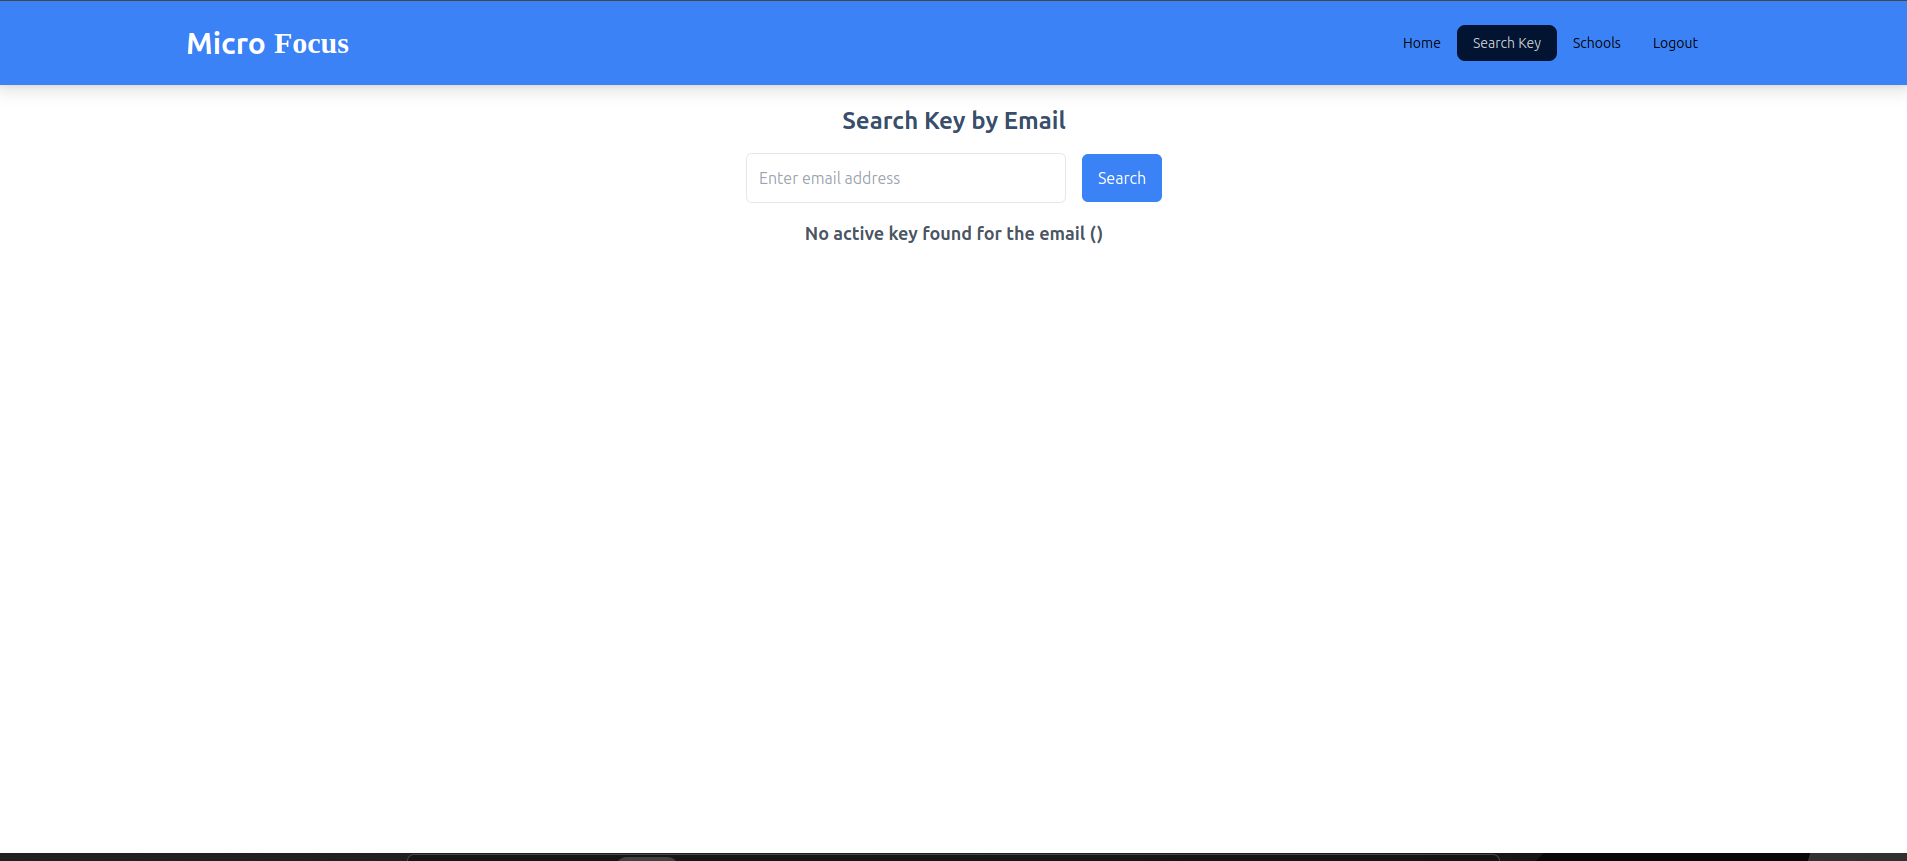 Micro Focus
Home Search Key Schools Logout
Search Key by Email
Enter email address Search
No active key found for the email ()